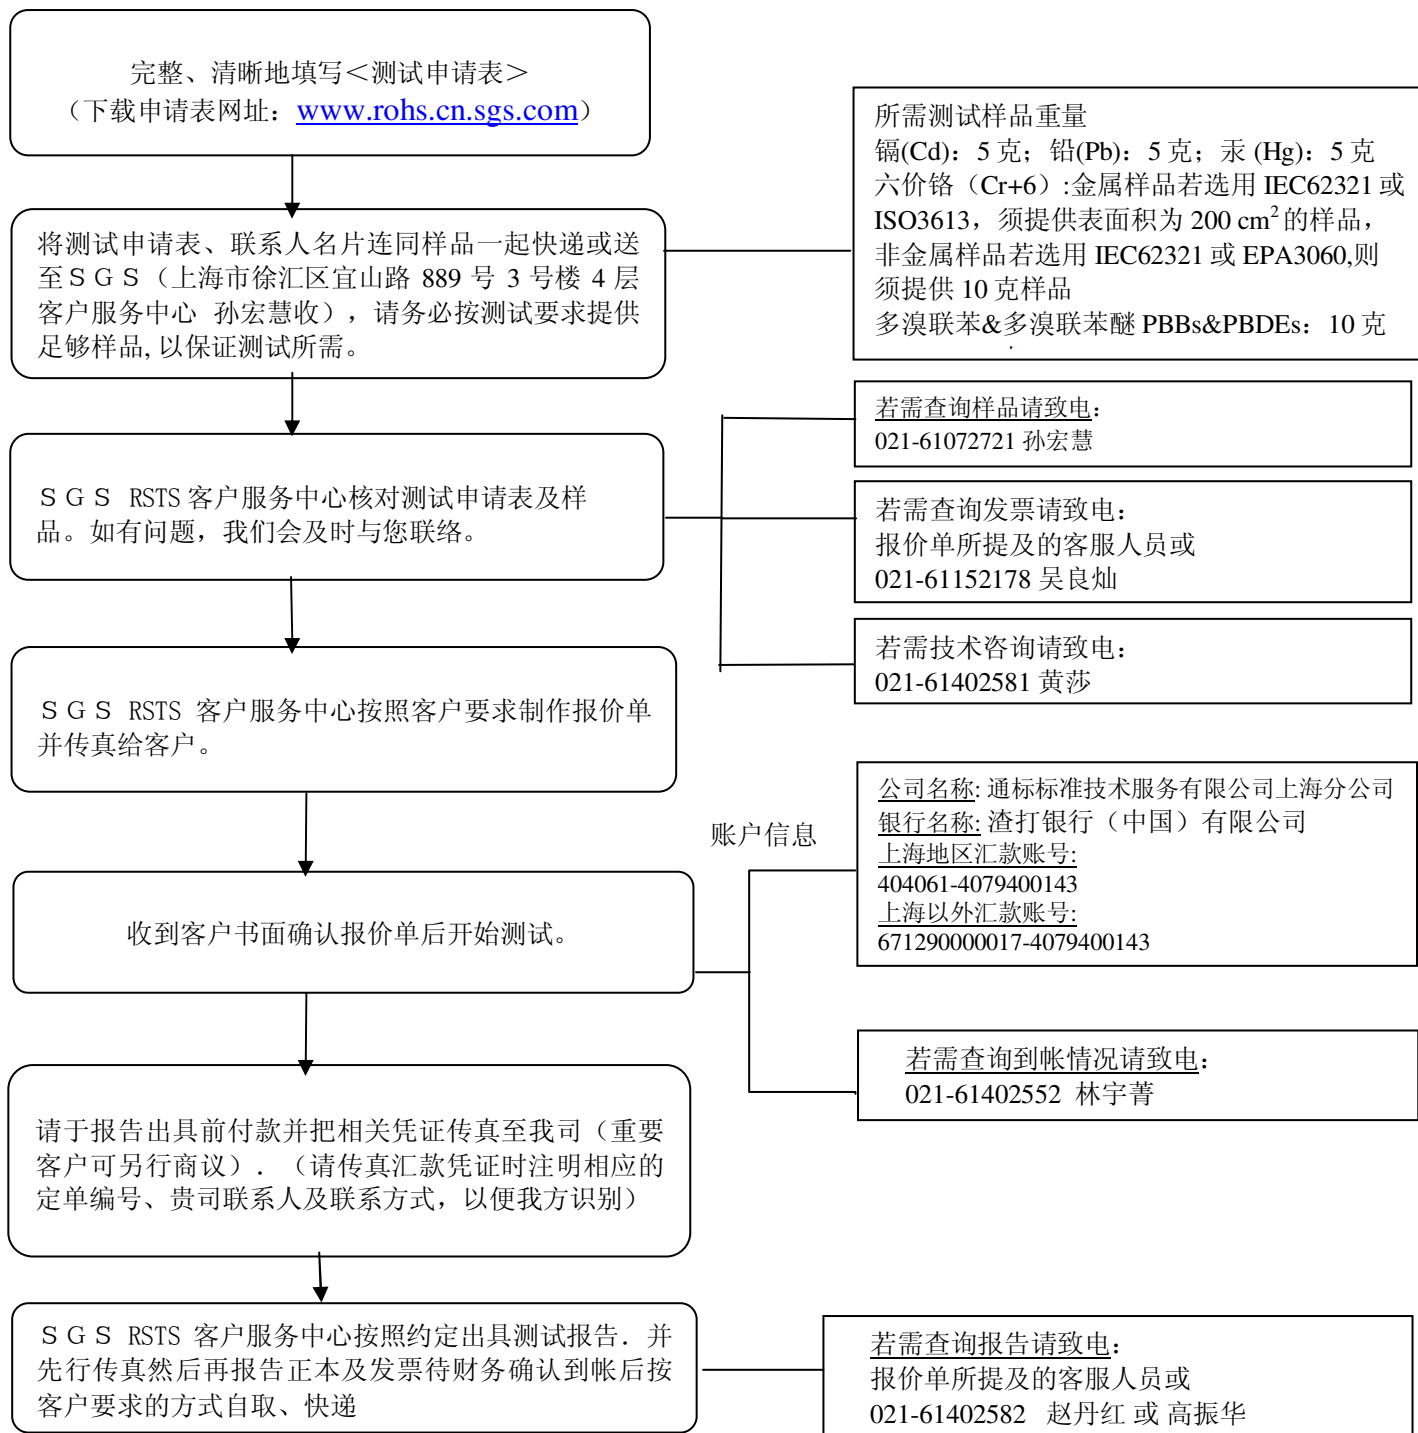 完整、清晰地填写＜测试申请表＞
（下载申请表网址：www.rohs.cn.sgs.com）
所需测试样品重量
镉(Cd)：5 克；铅(Pb)：5 克；汞 (Hg)：5 克
六价铬（Cr+6）:金属样品若选用 IEC62321 或
ISO3613，须提供表面积为 200 cm²的样品，
非金属样品若选用 IEC62321 或 EPA3060,则
须提供 10 克样品
多溴联苯&多溴联苯醚 PBBs&PBDEs：10 克
将测试申请表、联系人名片连同样品一起快递或送
至ＳＧＳ（上海市徐汇区宜山路 889 号 3 号楼 4 层
客户服务中心 孙宏慧收），请务必按测试要求提供
足够样品, 以保证测试所需。
若需查询样品请致电：
021-61072721 孙宏慧
ＳＧＳ RSTS 客户服务中心核对测试申请表及样
品。如有问题，我们会及时与您联络。
若需查询发票请致电：
报价单所提及的客服人员或
021-61152178 吴良灿
若需技术咨询请致电：
021-61402581 黄莎
ＳＧＳ RSTS 客户服务中心按照客户要求制作报价单
并传真给客户。
账户信息
公司名称: 通标标准技术服务有限公司上海分公司
银行名称: 渣打银行（中国）有限公司
上海地区汇款账号:
404061-4079400143
上海以外汇款账号:
671290000017-4079400143
收到客户书面确认报价单后开始测试。
若需查询到帐情况请致电：
021-61402552 林宇菁
请于报告出具前付款并把相关凭证传真至我司（重要
客户可另行商议）．（请传真汇款凭证时注明相应的
定单编号、贵司联系人及联系方式，以便我方识别）
ＳＧＳ RSTS 客户服务中心按照约定出具测试报告．并
先行传真然后再报告正本及发票待财务确认到帐后按
客户要求的方式自取、快递
若需查询报告请致电：
报价单所提及的客服人员或
021-61402582 赵丹红 或 高振华